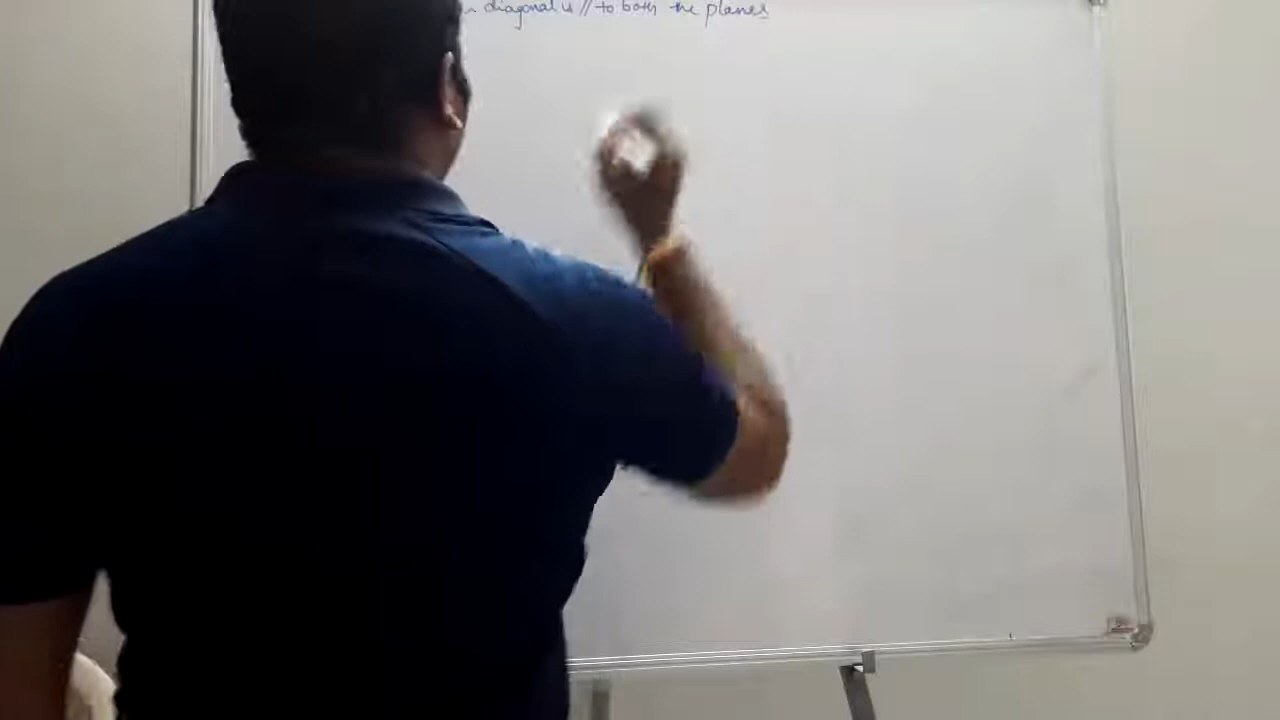 diagonal is // to both the planes